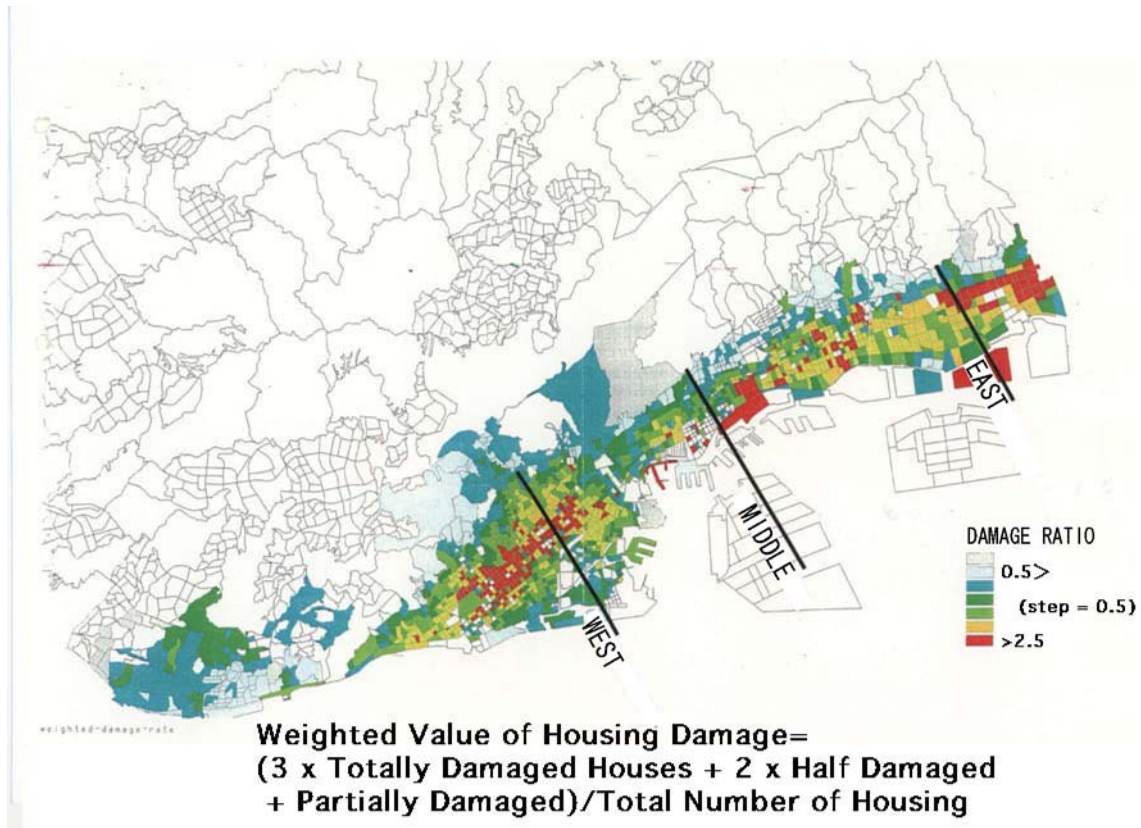 EAST
MIDDLE
WEST
DAMAGE RATIO
0.5>
(step = 0.5)
>2.5
weighted-damage-rate
Weighted Value of Housing Damage=
(3 x Totally Damaged Houses + 2 x Half Damaged
+ Partially Damaged)/Total Number of Housing